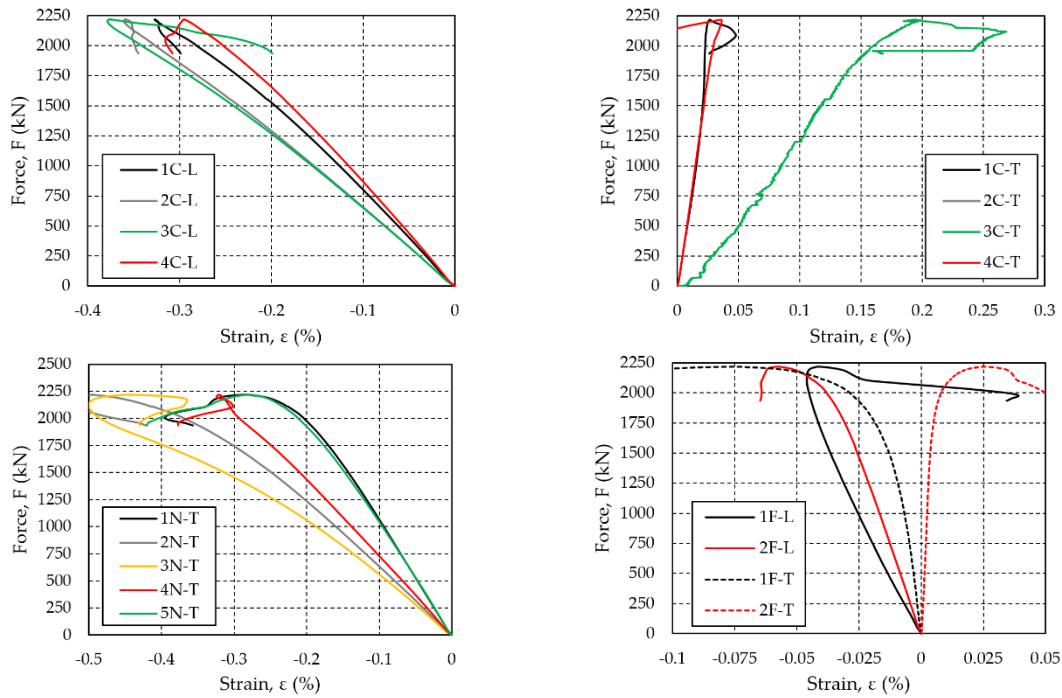 Force, F (kN)
2250
2000
1750
1500
1250
1000
750
500
250
0
1C-L
2C-L
3C-L
4C-L
-0.4
-0.3
-0.2
-0.1
0
Strain, ε (%)
Force, F (kN)
2250
2000
1750
1500
1250
1000
750
500
250
0
1C-T
2C-T
3C-T
4C-T
0
0.05
0.1
0.15
0.2
0.25
0.3
Strain, ε (%)
Force, F (kN)
2500
2250
2000
1750
1500
1250
1000
750
500
250
0
1N-T
2N-T
3N-T
4N-T
5N-T
-0.5
-0.4
-0.3
-0.2
-0.1
0
Strain, ε (%)
Force, F (kN)
2250
2000
1750
1500
1250
1000
750
500
250
0
1F-L
2F-L
1F-T
2F-T
-0.1
-0.075
-0.05
-0.025
0
0.025
0.05
Strain, ε (%)